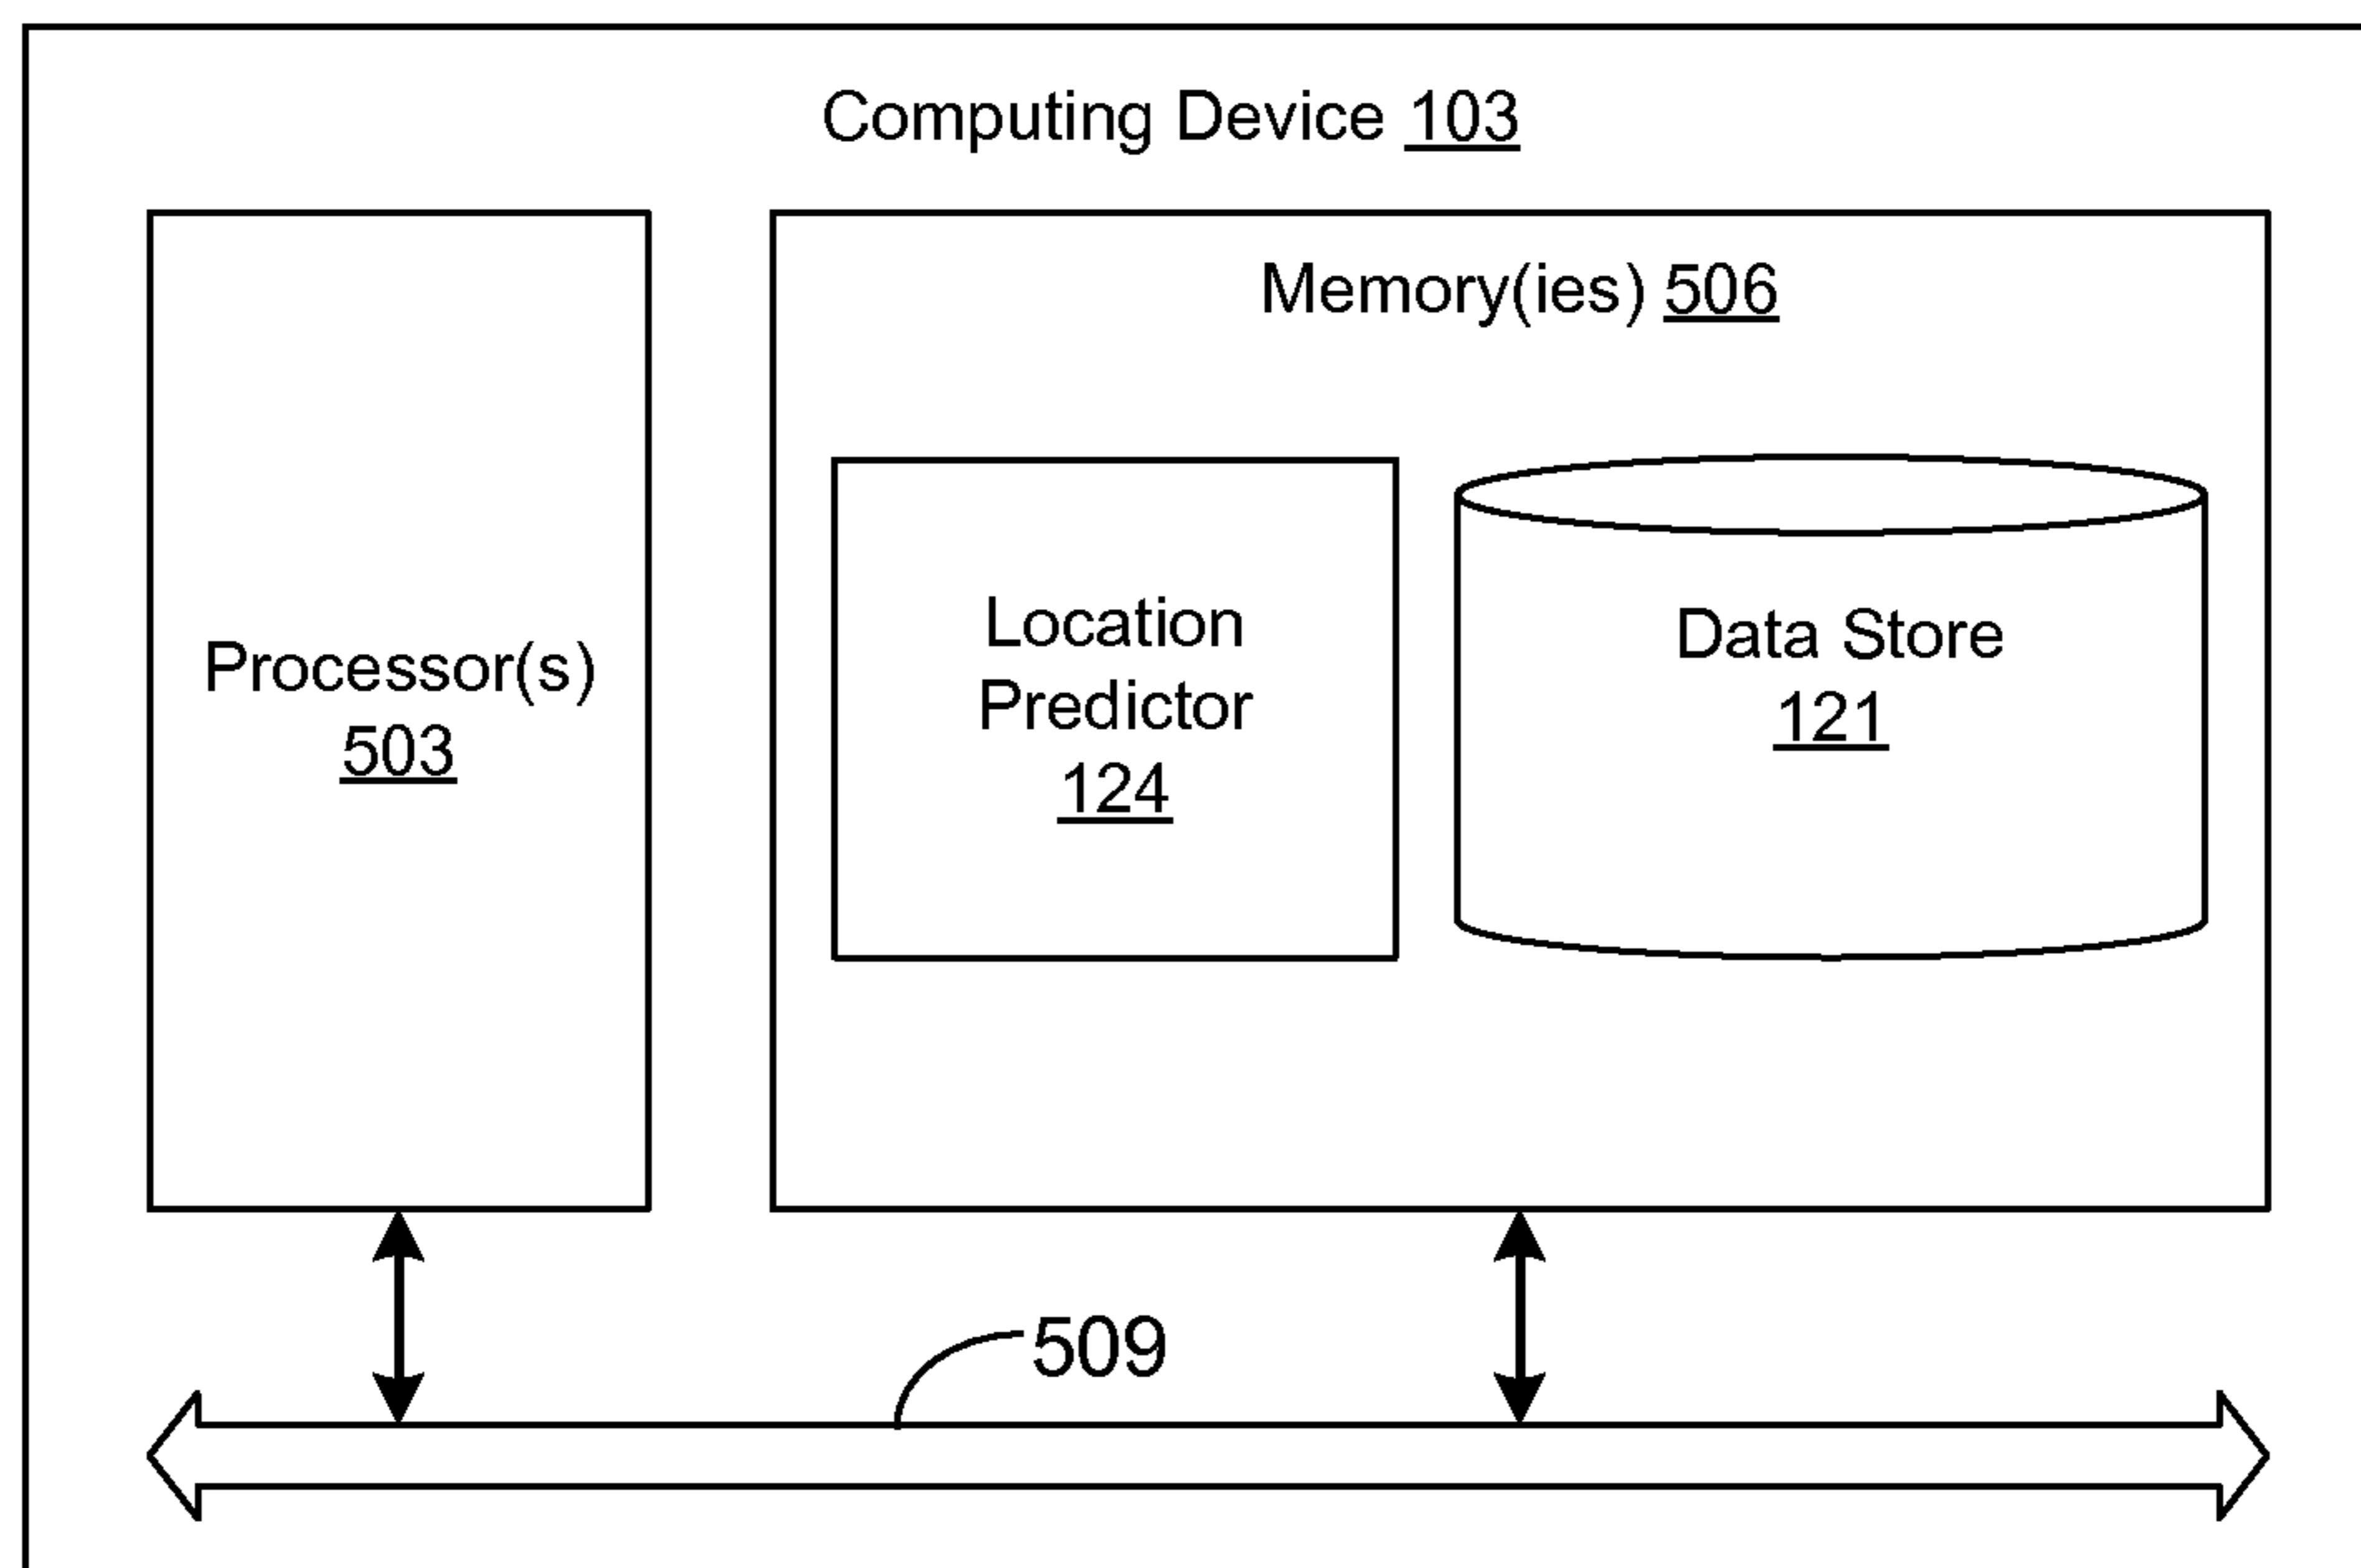 Computing Device 103
Memory(ies) 506
Processor(s)
503
Location
Predictor
124
Data Store
121
509